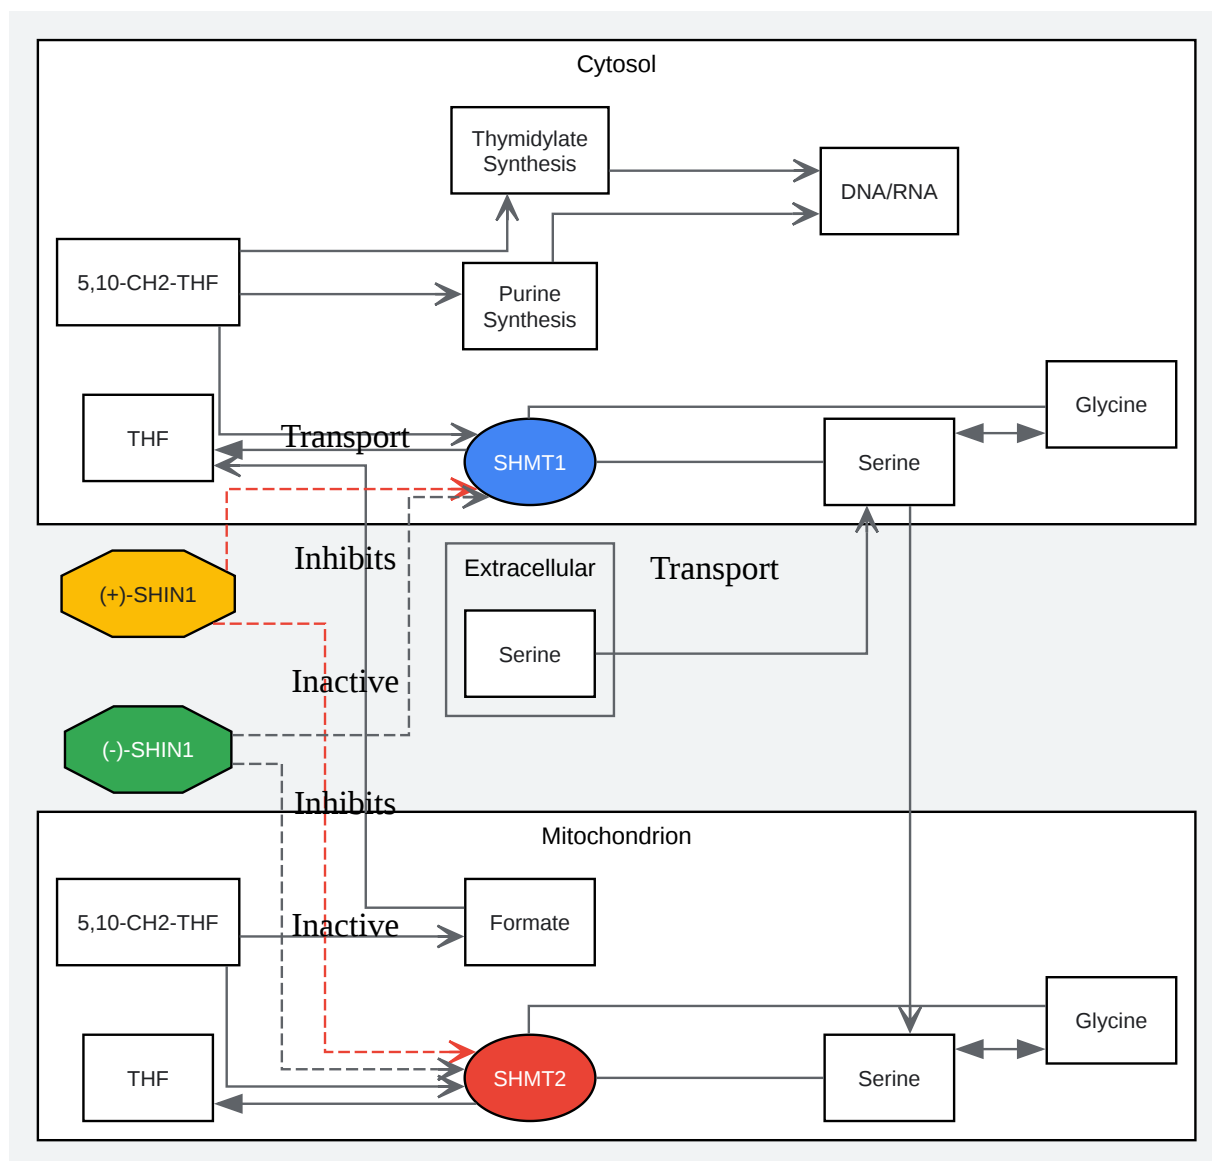 Cytosol
Thymidylate
Synthesis
DNA/RNA
5,10-CH2-THF
Purine
Synthesis
Glycine
THF
Transport
SHMT1
Serine
Inhibits
Extracellular
Transport
(+)-SHIN1
Serine
Inactive
(-)-SHIN1
Inhibits
Mitochondrion
5,10-CH2-THF
Inactive
Formate
Glycine
THF
SHMT2
Serine